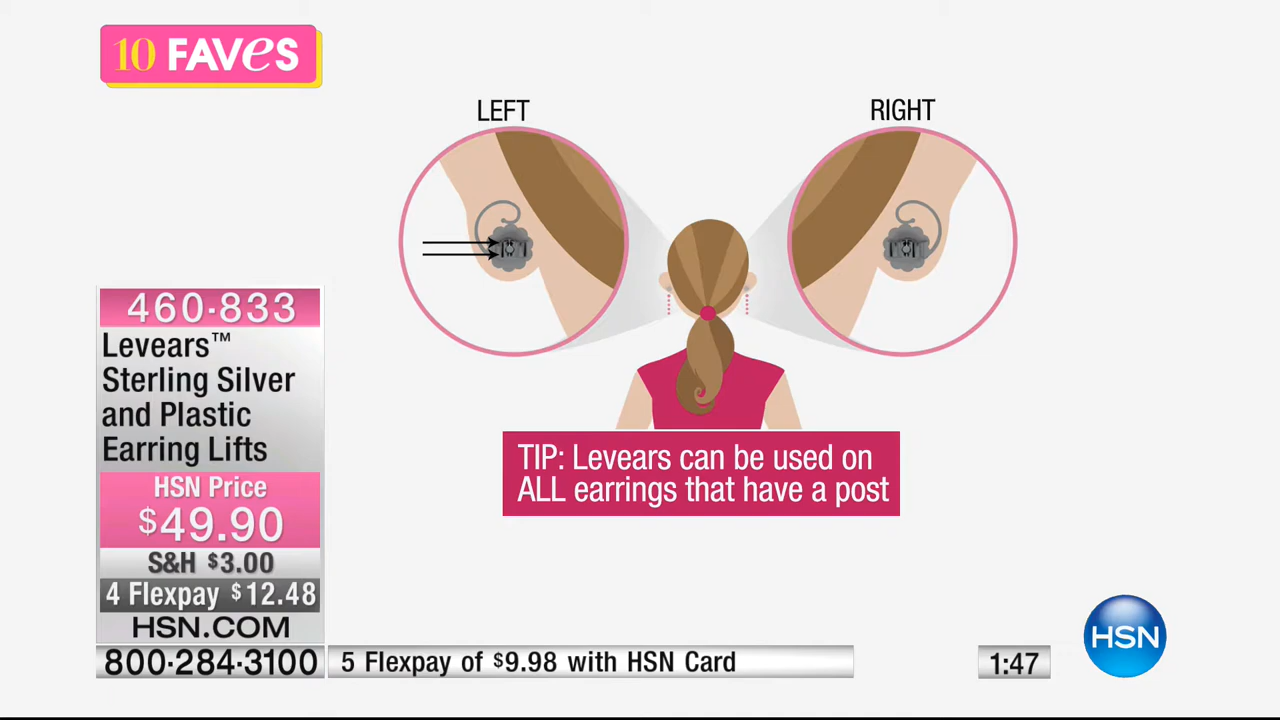 10 FAVeS
LEFT
RIGHT
460·833
Levears™
Sterling Silver
and Plastic
Earring Lifts
HSN Price
$49.90
S&H $3.00
4 Flexpay $12.48
HSN.COM
800·284·3100
TIP: Levears can be used on
ALL earrings that have a post
5 Flexpay of $9.98 with HSN Card
1:47
HSN